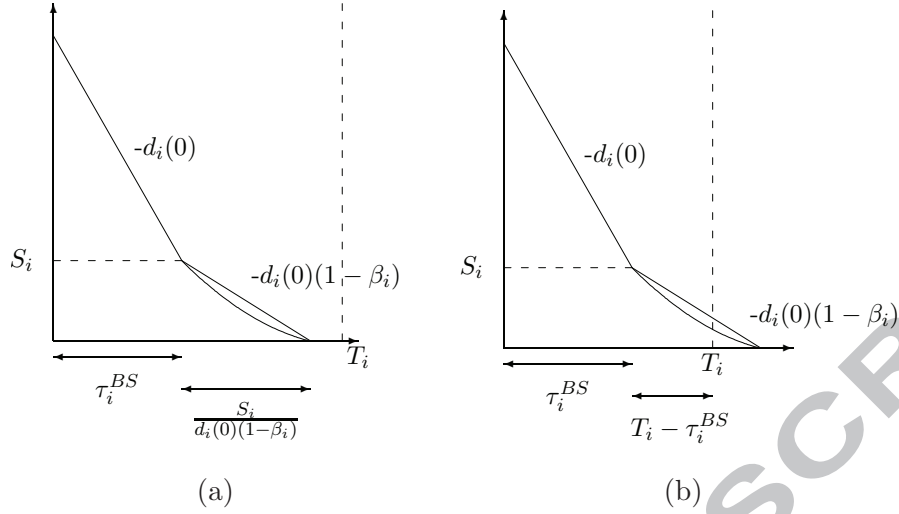 -d_i(0)
S_i
-d_i(0)(1 − β_i)
T_i
τ_i^{BS}
S_i
d_i(0)(1−β_i)
(a)
-d_i(0)
S_i
-d_i(0)(1 − β_i)
T_i
τ_i^{BS}
T_i − τ_i^{BS}
(b)
SCR